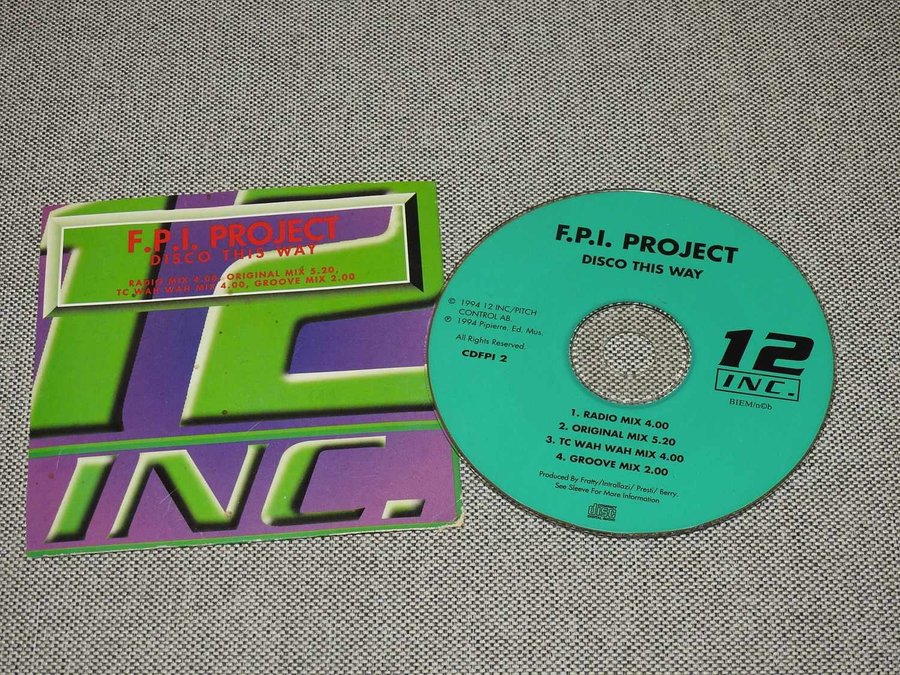 F.P.I. PROJECT
DISCO THIS WAY
RADIO MIX 4.00, ORIGINAL MIX 5.20,
TC WAH WAH MIX 4.00, GROOVE MIX 2.00
12
INC.
F.P.I. PROJECT
DISCO THIS WAY
© 1994 12 INC/PITCH
CONTROL AB.
℗ 1994 Pipierre. Ed. Mus.
All Rights Reserved.
CDFPI 2
12
INC.
BIEM/n©b
1. RADIO MIX 4.00
2. ORIGINAL MIX 5.20
3. TC WAH WAH MIX 4.00
4. GROOVE MIX 2.00
Produced By Fratty/Intrallazi/ Presti/ Berry.
See Sleeve For More Information.
disc
DIGITAL AUDIO